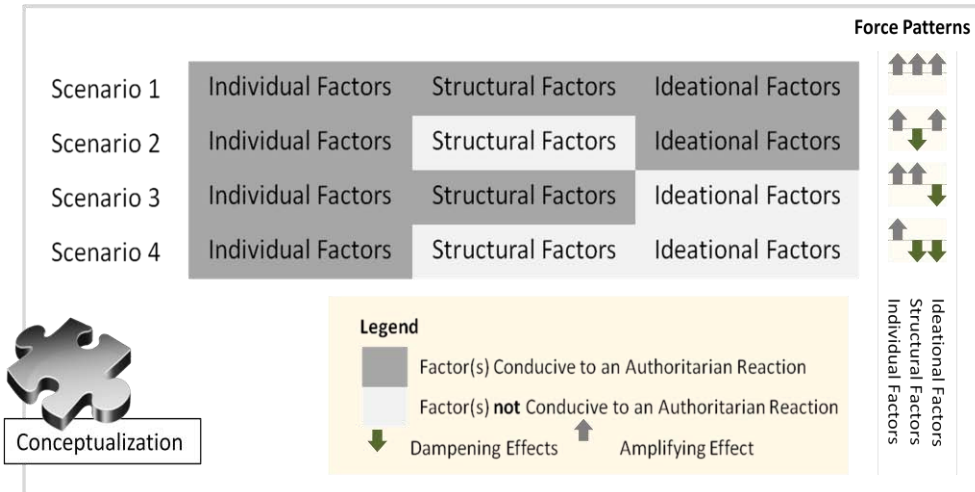 Force Patterns
Scenario 1 Individual Factors Structural Factors Ideational Factors
Scenario 2 Individual Factors Structural Factors Ideational Factors
Scenario 3 Individual Factors Structural Factors Ideational Factors
Scenario 4 Individual Factors Structural Factors Ideational Factors
Individual Factors
Structural Factors
Ideational Factors
Legend
Factor(s) Conducive to an Authoritarian Reaction
Factor(s) not Conducive to an Authoritarian Reaction
Dampening Effects Amplifying Effect
Conceptualization